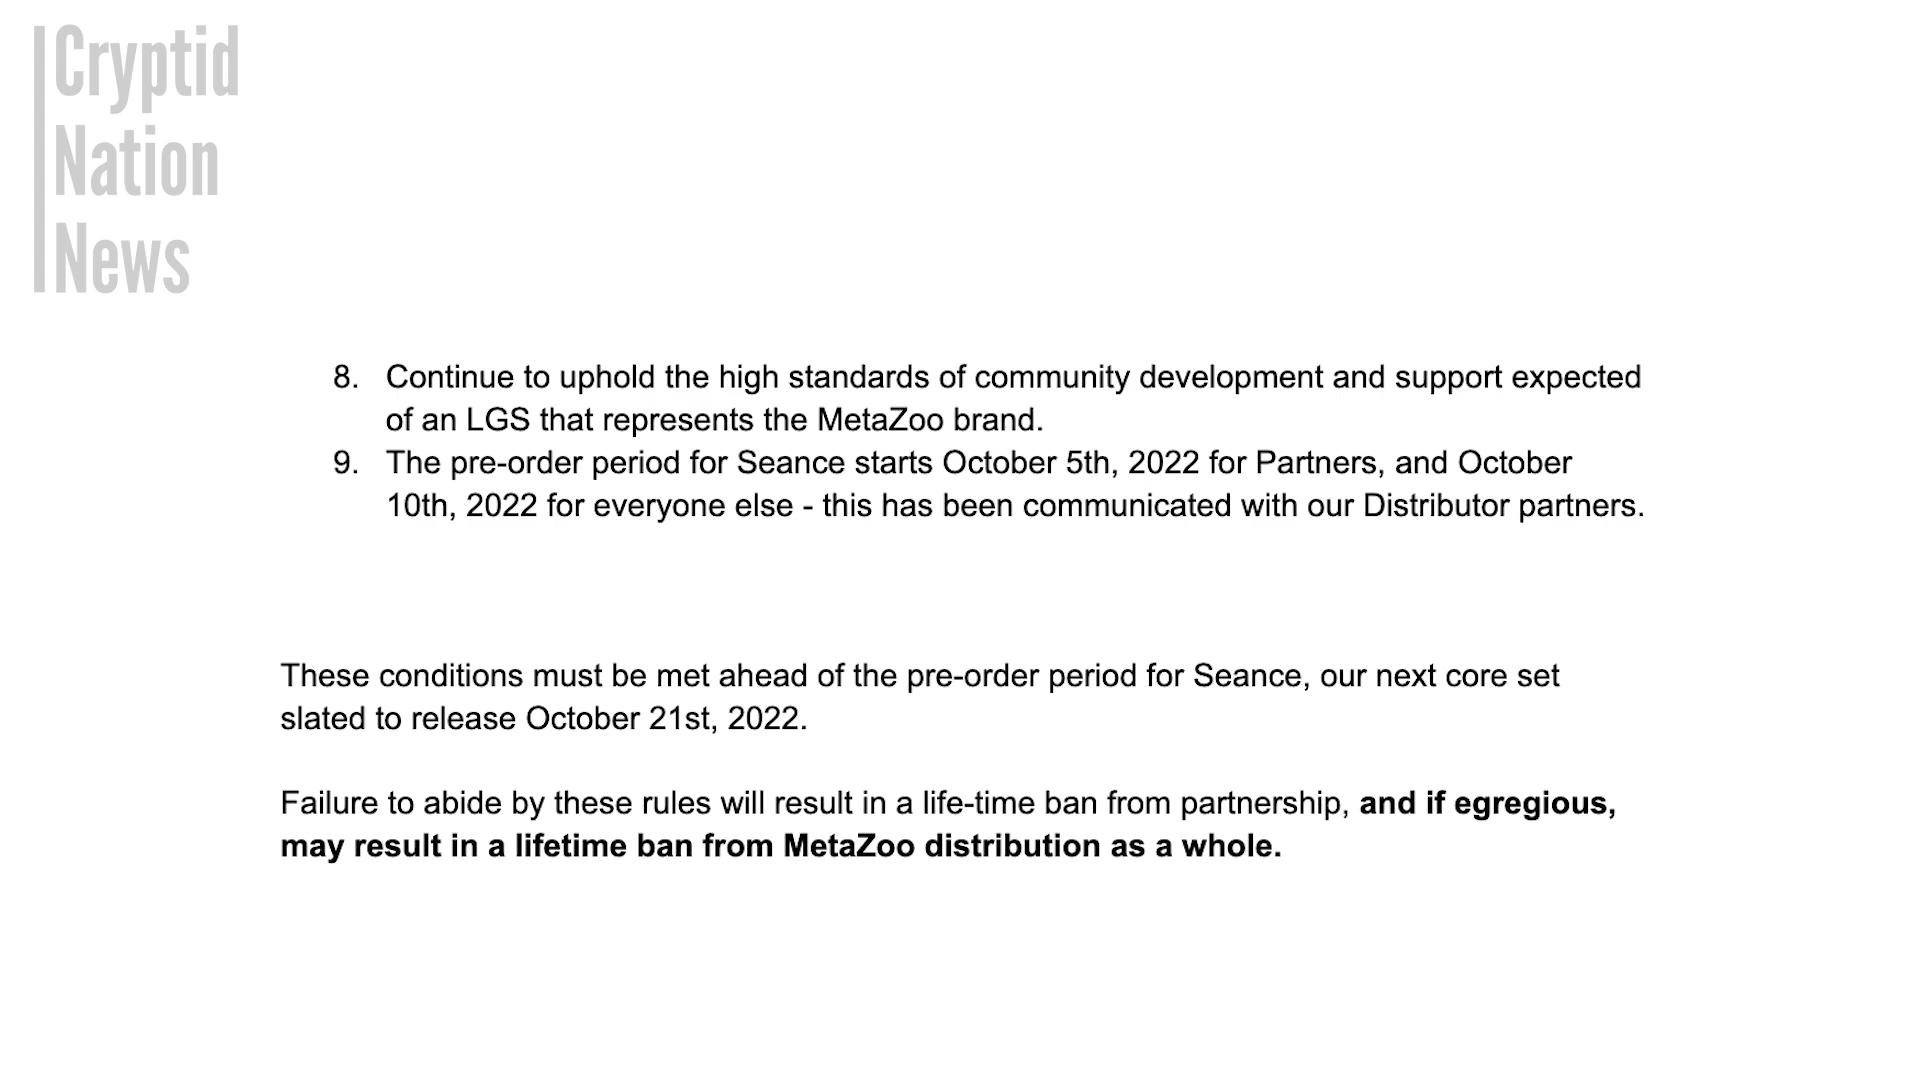 Cryptid
Nation
News
8. Continue to uphold the high standards of community development and support expected
of an LGS that represents the MetaZoo brand.
9. The pre-order period for Seance starts October 5th, 2022 for Partners, and October
10th, 2022 for everyone else - this has been communicated with our Distributor partners.
These conditions must be met ahead of the pre-order period for Seance, our next core set
slated to release October 21st, 2022.
Failure to abide by these rules will result in a life-time ban from partnership, and if egregious,
may result in a lifetime ban from MetaZoo distribution as a whole.